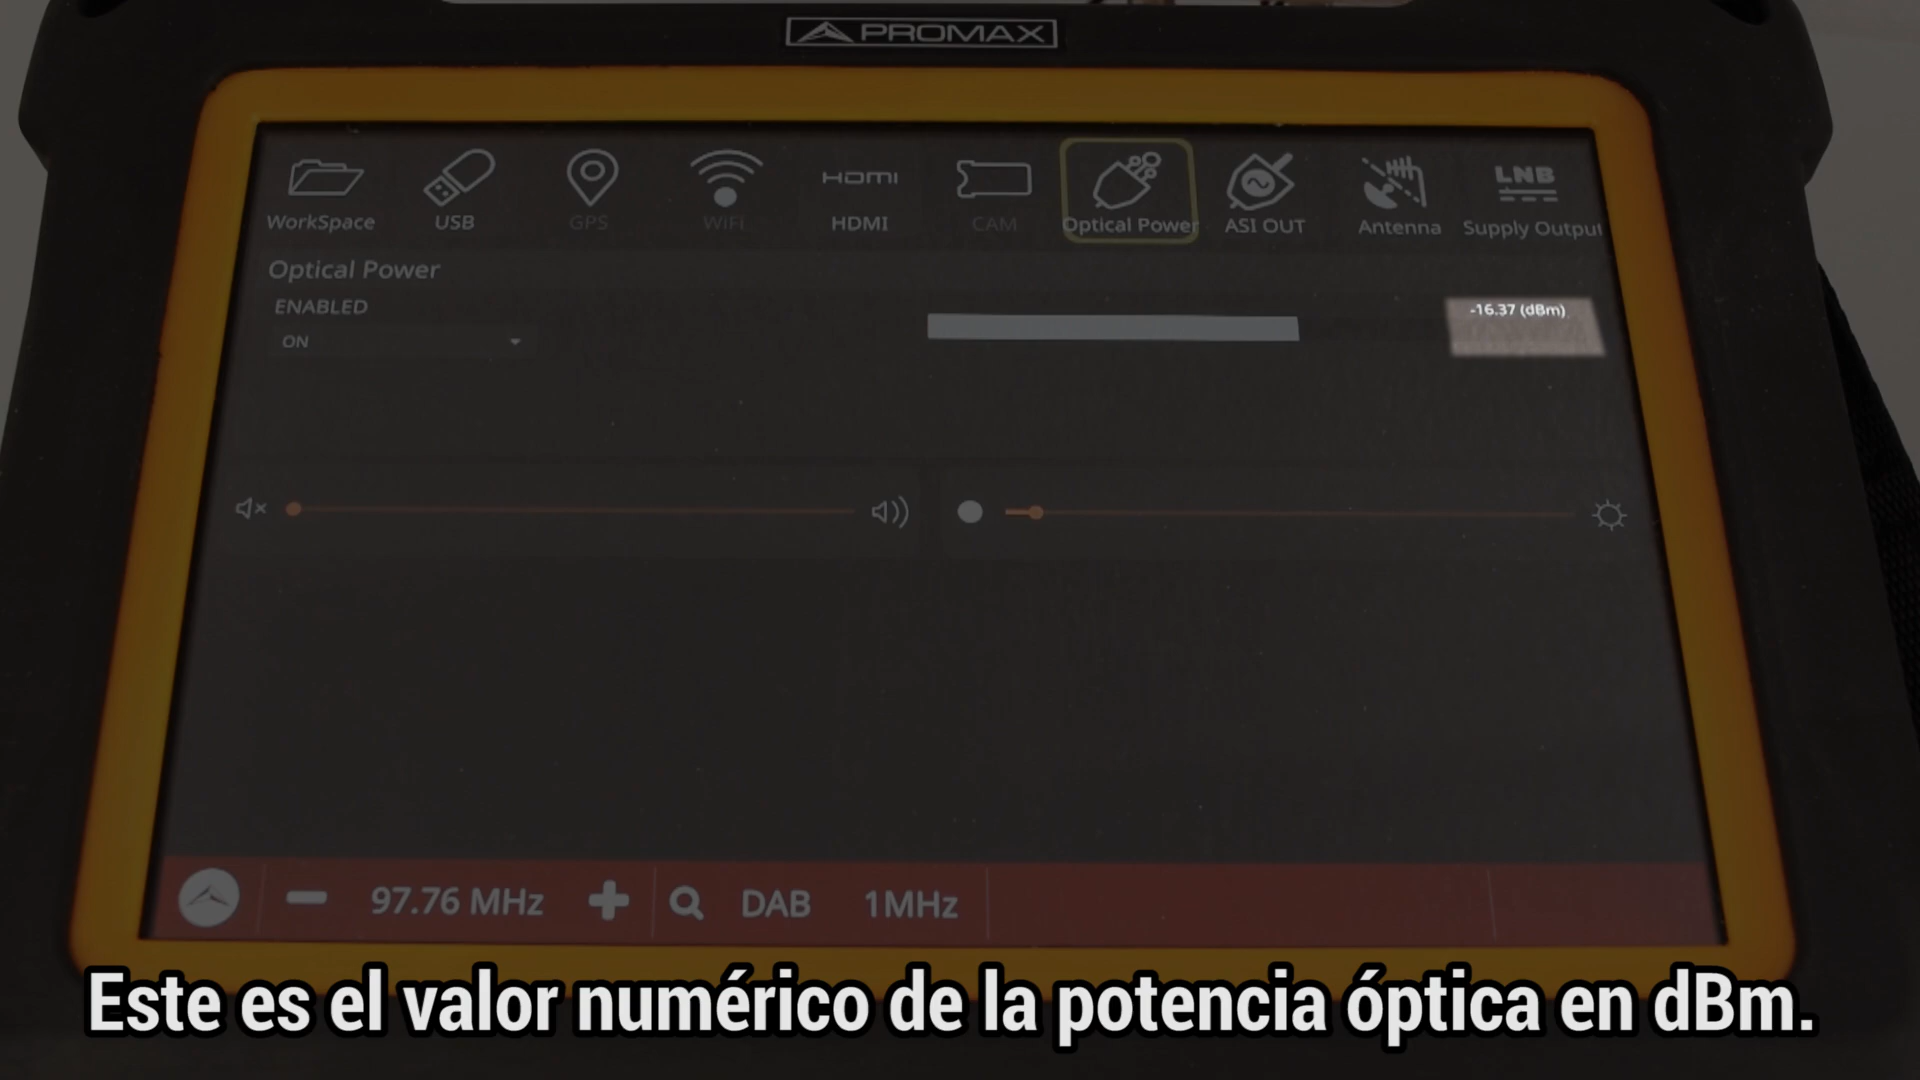 PROMAX
WorkSpace USB GPS WiFi HDMI HDMI CAM Optical Power ASI OUT Antenna LNB Supply Output
Optical Power
ENABLED
ON
-16.37 (dBm)
97.76 MHz DAB 1MHz
Este es el valor numérico de la potencia óptica en dBm.